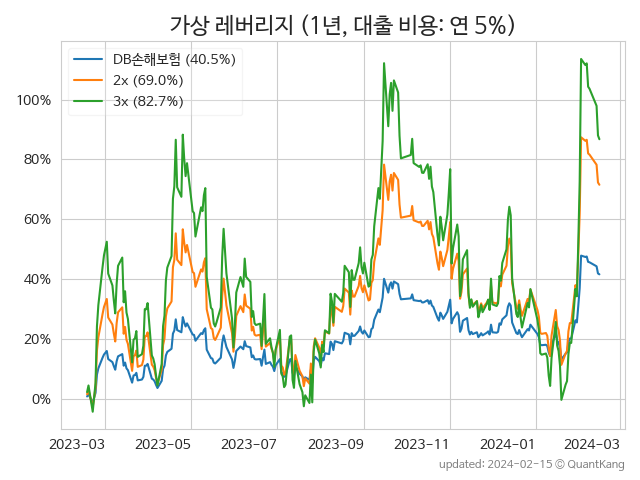 가상 레버리지 (1년, 대출 비용: 연 5%)
DB손해보험 (40.5%)
2x (69.0%)
3x (82.7%)
100%
80%
60%
40%
20%
0%
2023-03 2023-05 2023-07 2023-09 2023-11 2024-01 2024-03
updated: 2024-02-15 © QuantKang